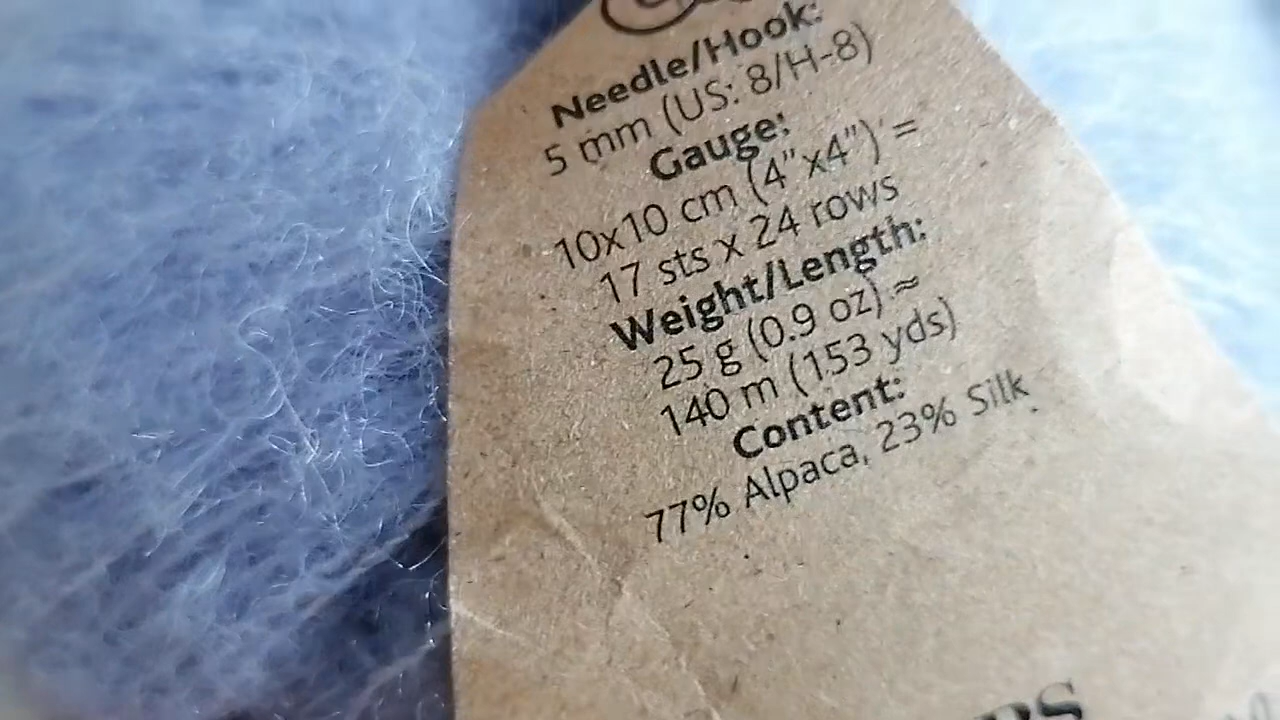 Needle/Hook:
5 mm (US: 8/H-8)
Gauge:
10x10 cm (4"x4") =
17 sts x 24 rows
Weight/Length:
25 g (0.9 oz) ≈
140 m (153 yds)
Content:
77% Alpaca, 23% Silk